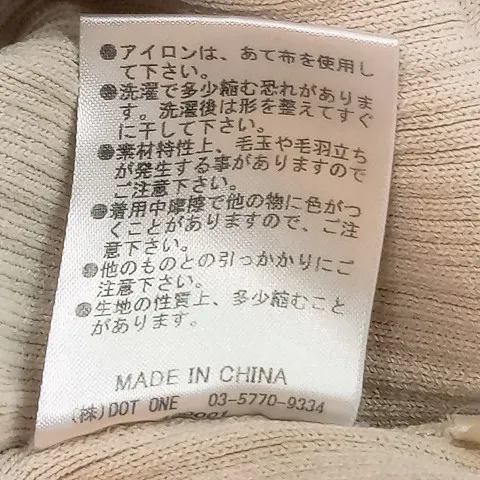 ●アイロンは、あて布を使用し
て下さい。
●洗濯で多少縮む恐れがありま
す。洗濯後は形を整えてすぐ
に干して下さい。
●素材特性上、毛玉や毛羽立ち
が発生する事がありますので
ご注意下さい。
●着用中摩擦で他の物に色がつ
くことがありますので、ご注
意下さい。
●他のものとの引っかかりにご
注意下さい。
●生地の性質上、多少縮むこと
があります。
MADE IN CHINA
(株)DOT ONE 03-5770-9334